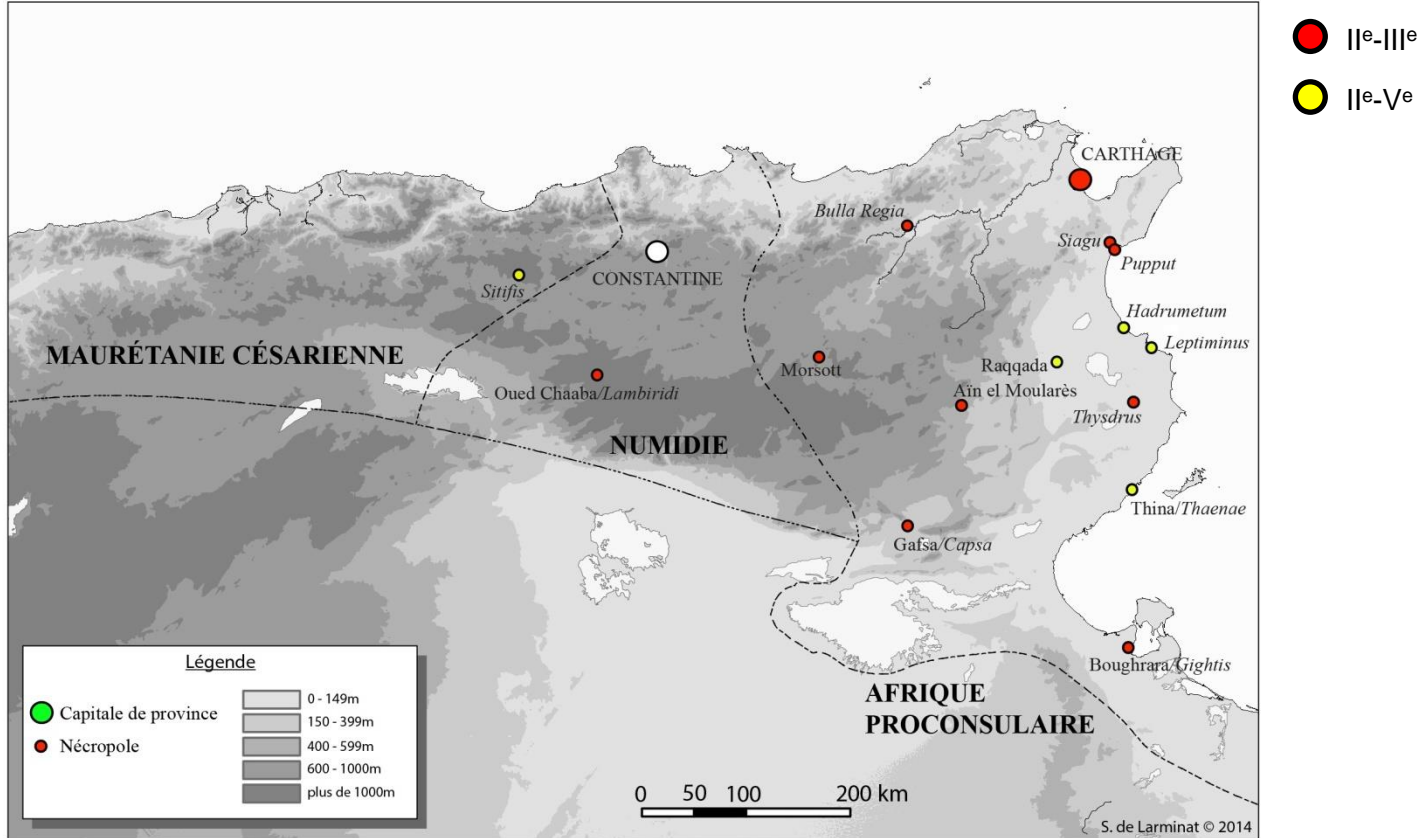 IIᵉ-IIIᵉ
IIᵉ-Vᵉ
CARTHAGE
Bulla Regia
Siagu
Pupput
CONSTANTINE
Sitifis
Hadrumetum
Leptiminus
MAURÉTANIE CÉSARIENNE
Morsott
Raqqada
Oued Chaaba/Lambiridi
Aïn el Moularès
Thysdrus
NUMIDIE
Thina/Thaenae
Gafsa/Capsa
Boughrara/Gightis
AFRIQUE
PROCONSULAIRE
Légende
Capitale de province
Nécropole
0 - 149m
150 - 399m
400 - 599m
600 - 1000m
plus de 1000m
0 50 100 200 km
S. de Larminat © 2014